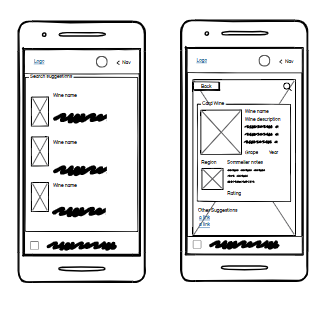 Logo
Nav
Search suggestions
Wine name
Wine name
Wine name
Logo
Nav
Back
Card Wine
Wine name
Wine description
Grape Year
Region Sommelier notes
Rating
Other Suggestions
a link
a link